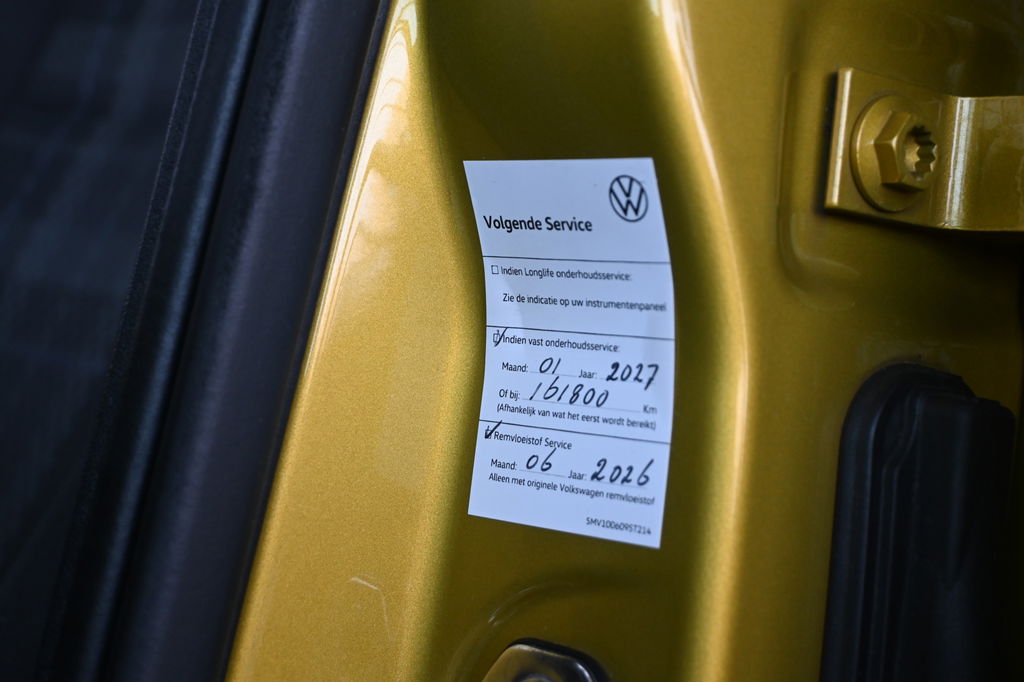 Volgende Service
Indien Longlife onderhoudsservice:
Zie de indicatie op uw instrumentenpaneel
Indien vast onderhoudsservice:
Maand: 01 Jaar: 2027
Of bij: 161800 Km
(Afhankelijk van wat het eerst wordt bereikt)
Remvloeistof Service
Maand: 06 Jaar: 2026
Alleen met originele Volkswagen remvloeistof
5MV1006095T214